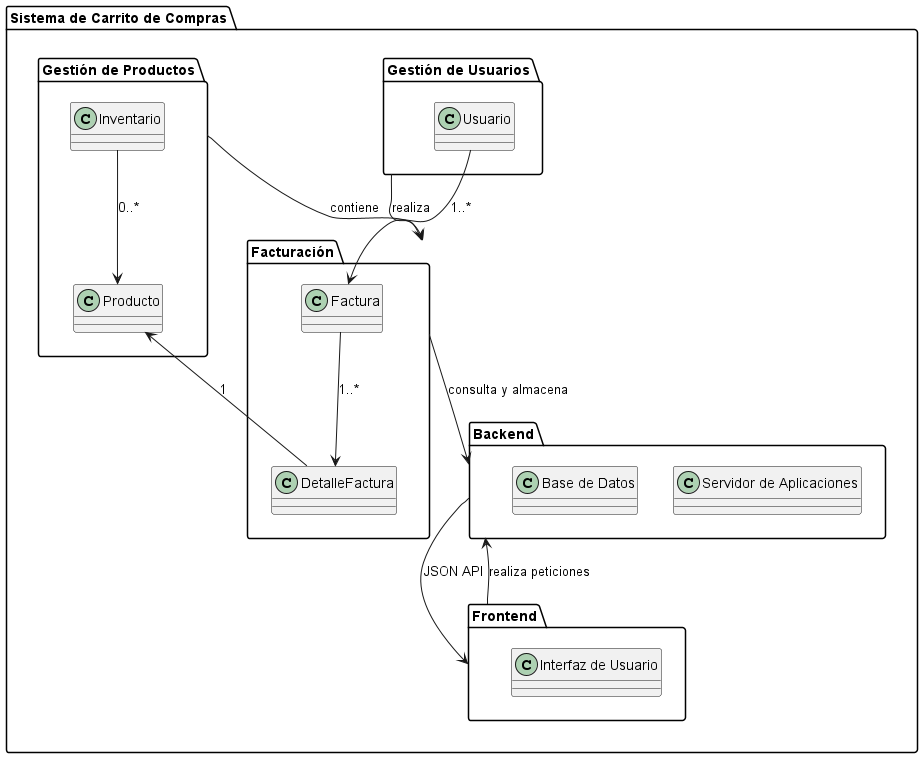 Sistema de Carrito de Compras
Gestión de Productos
Gestión de Usuarios
C Inventario
C Usuario
0..*
contiene
realiza
1..*
Facturación
C Producto
C Factura
1
1..*
consulta y almacena
Backend
C DetalleFactura
C Base de Datos
C Servidor de Aplicaciones
JSON API
realiza peticiones
Frontend
C Interfaz de Usuario